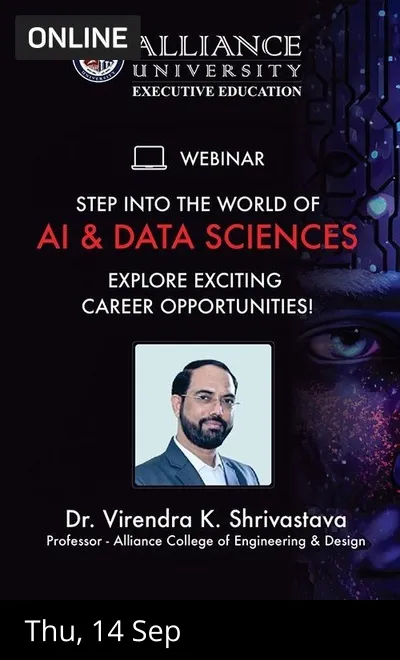 ONLINE
ALLIANCE
UNIVERSITY
EXECUTIVE EDUCATION
WEBINAR
STEP INTO THE WORLD OF
AI & DATA SCIENCES
EXPLORE EXCITING
CAREER OPPORTUNITIES!
Dr. Virendra K. Shrivastava
Professor - Alliance College of Engineering & Design
Thu, 14 Sep